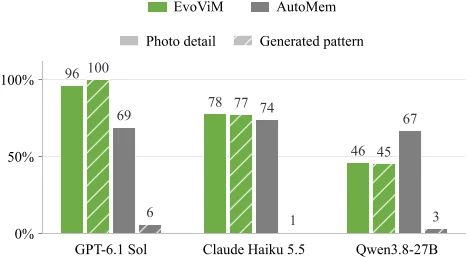 EvoViM AutoMem
Photo detail Generated pattern
100%
50%
0%
96 100 69 6
78 77 74 1
46 45 67 3
GPT-6.1 Sol Claude Haiku 5.5 Qwen3.8-27B